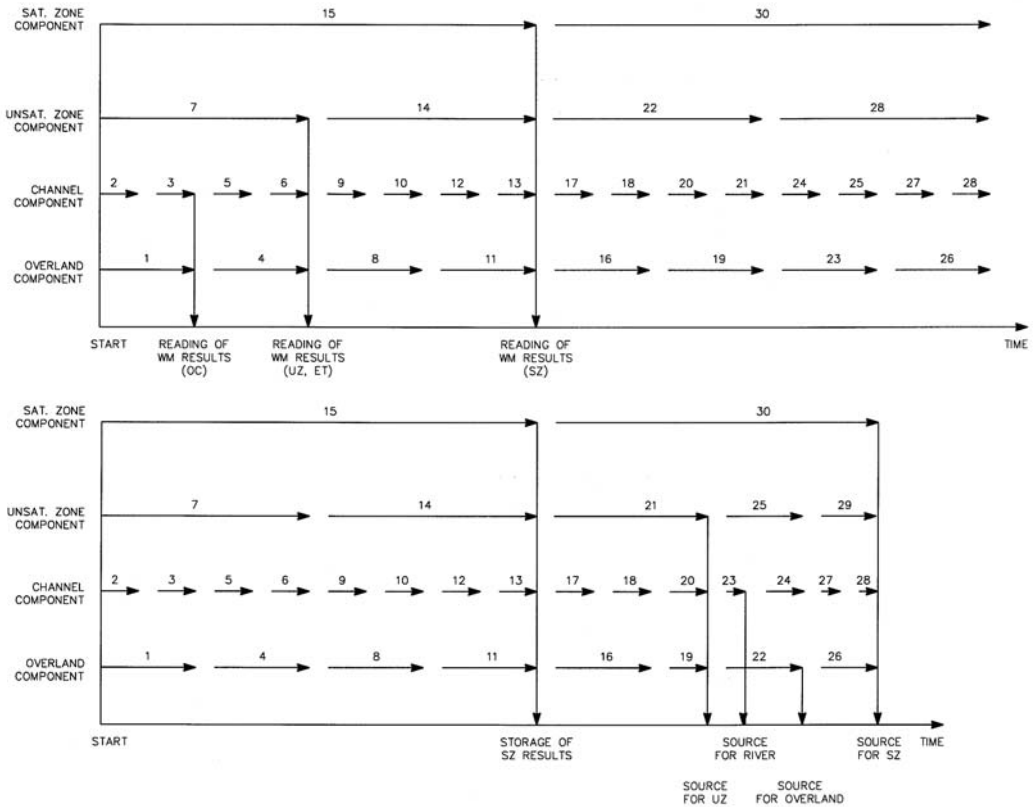 SAT. ZONE
COMPONENT
15
30
UNSAT. ZONE
COMPONENT
7
14
22
28
CHANNEL
COMPONENT
2 3 5 6 9 10 12 13 17 18 20 21 24 25 27 28
OVERLAND
COMPONENT
1 4 8 11 16 19 23 26
START
READING OF
WM RESULTS
(OC)
READING OF
WM RESULTS
(UZ, ET)
READING OF
WM RESULTS
(SZ)
TIME
SAT. ZONE
COMPONENT
15
30
UNSAT. ZONE
COMPONENT
7
14
21
25
29
CHANNEL
COMPONENT
2 3 5 6 9 10 12 13 17 18 20 23 24 27 28
OVERLAND
COMPONENT
1 4 8 11 16 19 22 26
START
STORAGE OF
SZ RESULTS
SOURCE
FOR RIVER
SOURCE
FOR SZ
TIME
SOURCE
FOR UZ
SOURCE
FOR OVERLAND